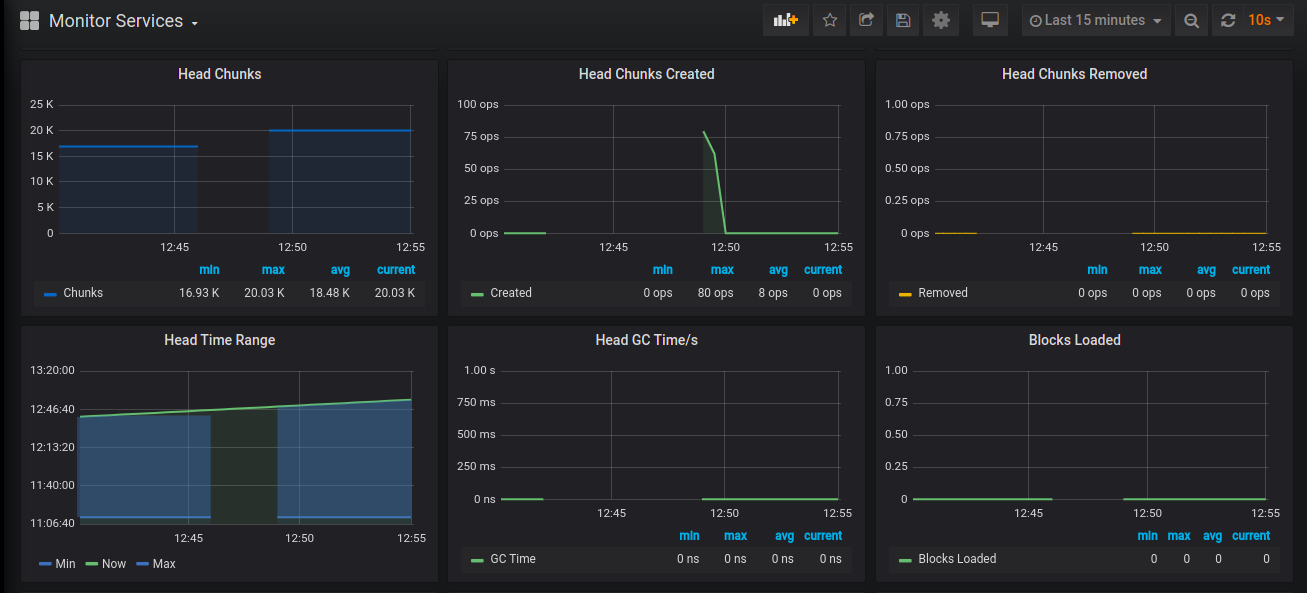 Monitor Services
Last 15 minutes
10s
Head Chunks
25 K
20 K
15 K
10 K
5 K
0
12:45 12:50 12:55
min max avg current
Chunks 16.93 K 20.03 K 18.48 K 20.03 K
Head Chunks Created
100 ops
75 ops
50 ops
25 ops
0 ops
12:45 12:50 12:55
min max avg current
Created 0 ops 80 ops 8 ops 0 ops
Head Chunks Removed
1.00 ops
0.75 ops
0.50 ops
0.25 ops
0 ops
12:45 12:50 12:55
min max avg current
Removed 0 ops 0 ops 0 ops 0 ops
Head Time Range
13:20:00
12:46:40
12:13:20
11:40:00
11:06:40
12:45 12:50 12:55
Min Now Max
Head GC Time/s
1.00 s
750 ms
500 ms
250 ms
0 ns
12:45 12:50 12:55
min max avg current
GC Time 0 ns 0 ns 0 ns 0 ns
Blocks Loaded
1.00
0.75
0.50
0.25
0
12:45 12:50 12:55
min max avg current
Blocks Loaded 0 0 0 0